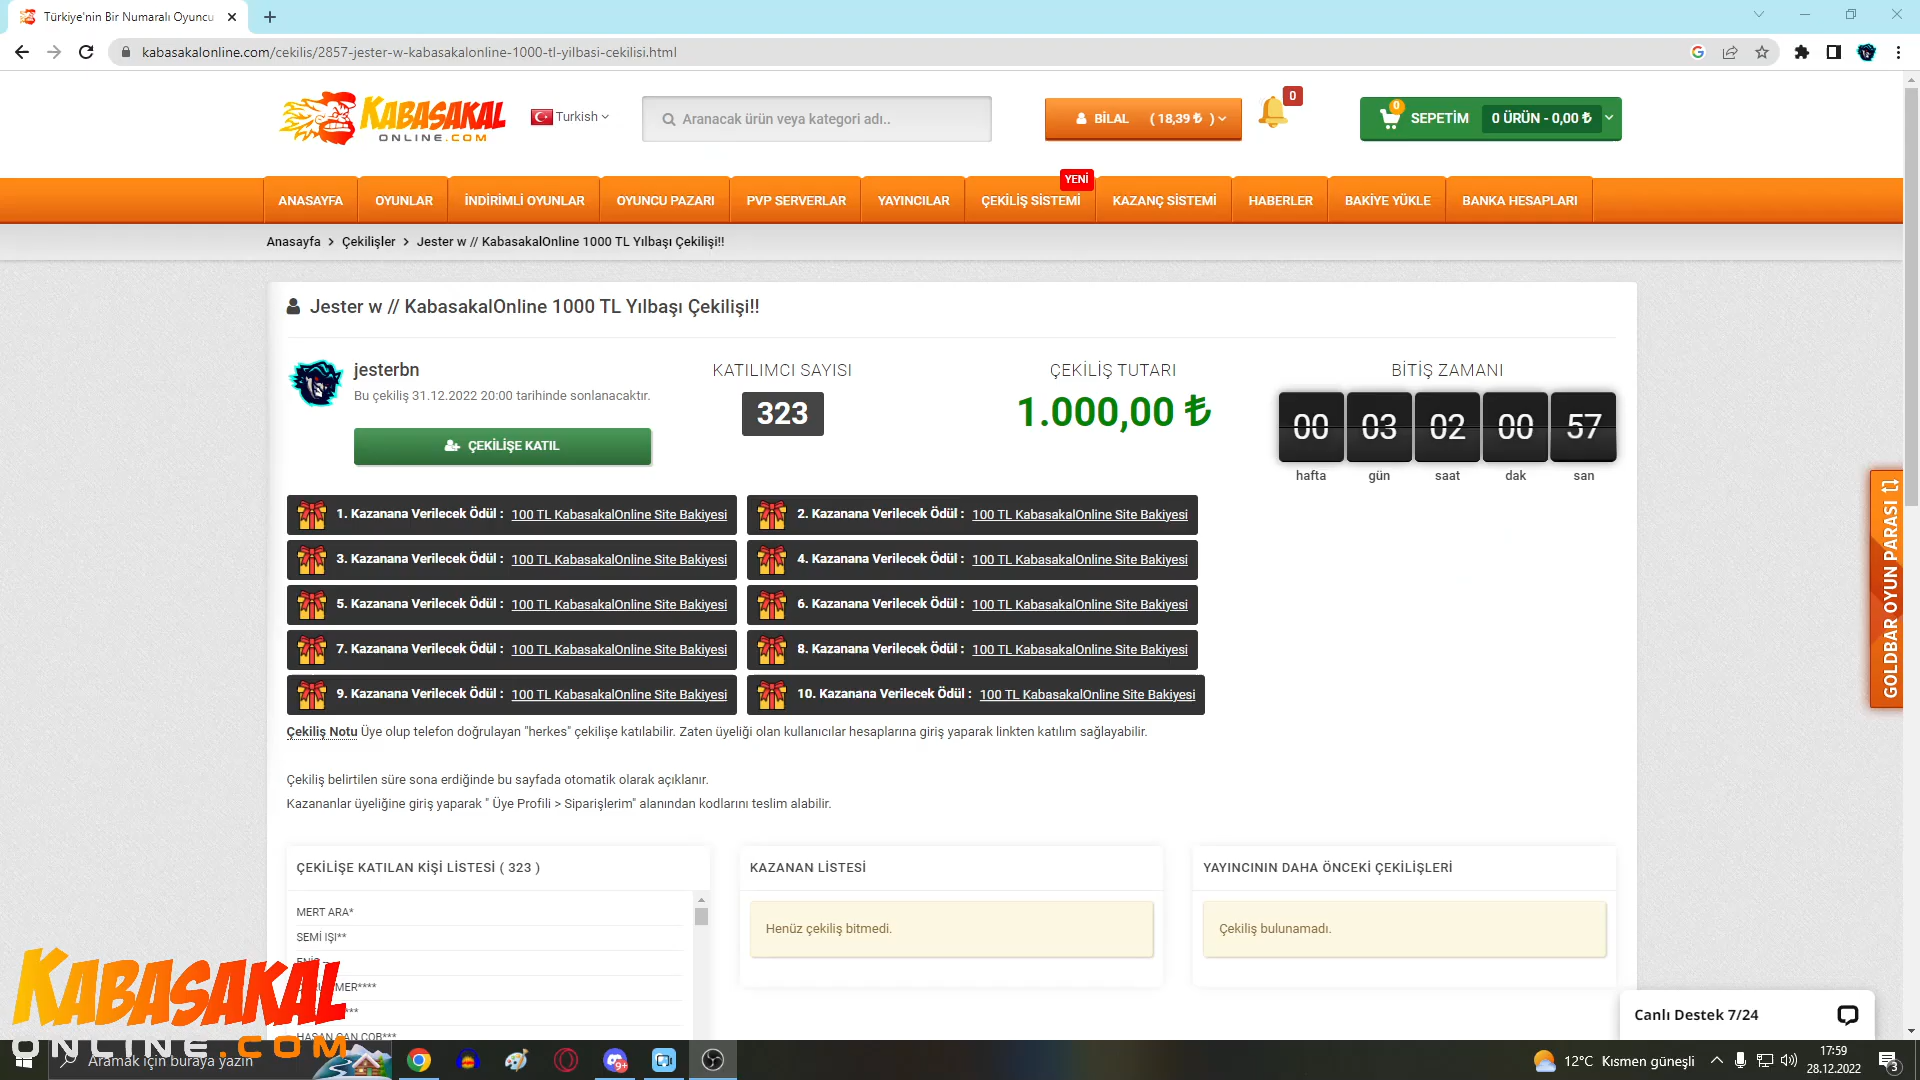 Türkiye'nin Bir Numaralı Oyuncu
kabasakalonline.com/cekilis/2857-jester-w-kabasakalonline-1000-tl-yilbasi-cekilisi.html
KABASAKAL
ONLINE.COM
Turkish
Aranacak ürün veya kategori adı..
BİLAL ( 18,39 ₺ )
0
0
SEPETİM 0 ÜRÜN - 0,00 ₺
YENİ
ANASAYFA OYUNLAR İNDİRİMLİ OYUNLAR OYUNCU PAZARI PVP SERVERLAR YAYINCILAR ÇEKİLİŞ SİSTEMİ KAZANÇ SİSTEMİ HABERLER BAKİYE YÜKLE BANKA HESAPLARI
Anasayfa > Çekilişler > Jester w // KabasakalOnline 1000 TL Yılbaşı Çekilişi!!
Jester w // KabasakalOnline 1000 TL Yılbaşı Çekilişi!!
jesterbn
Bu çekiliş 31.12.2022 20:00 tarihinde sonlanacaktır.
ÇEKİLİŞE KATIL
KATILIMCI SAYISI
323
ÇEKİLİŞ TUTARI
1.000,00 ₺
BİTİŞ ZAMANI
00 03 02 00 57
hafta gün saat dak san
1. Kazanana Verilecek Ödül : 100 TL KabasakalOnline Site Bakiyesi
2. Kazanana Verilecek Ödül : 100 TL KabasakalOnline Site Bakiyesi
3. Kazanana Verilecek Ödül : 100 TL KabasakalOnline Site Bakiyesi
4. Kazanana Verilecek Ödül : 100 TL KabasakalOnline Site Bakiyesi
5. Kazanana Verilecek Ödül : 100 TL KabasakalOnline Site Bakiyesi
6. Kazanana Verilecek Ödül : 100 TL KabasakalOnline Site Bakiyesi
7. Kazanana Verilecek Ödül : 100 TL KabasakalOnline Site Bakiyesi
8. Kazanana Verilecek Ödül : 100 TL KabasakalOnline Site Bakiyesi
9. Kazanana Verilecek Ödül : 100 TL KabasakalOnline Site Bakiyesi
10. Kazanana Verilecek Ödül : 100 TL KabasakalOnline Site Bakiyesi
Çekiliş Notu Üye olup telefon doğrulayan "herkes" çekilişe katılabilir. Zaten üyeliği olan kullanıcılar hesaplarına giriş yaparak linkten katılım sağlayabilir.
Çekiliş belirtilen süre sona erdiğinde bu sayfada otomatik olarak açıklanır.
Kazananlar üyeliğine giriş yaparak " Üye Profili > Siparişlerim" alanından kodlarını teslim alabilir.
GOLDBAR OYUN PARASI
ÇEKİLİŞE KATILAN KİŞİ LİSTESİ ( 323 )
MERT ARA*
SEMİ IŞI**
KAZANAN LİSTESİ
Henüz çekiliş bitmedi.
YAYINCININ DAHA ÖNCEKİ ÇEKİLİŞLERİ
Çekiliş bulunamadı.
KABASAKAL
ONLINE.COM
Canlı Destek 7/24
Aramak için buraya yazın
9+
12°C Kısmen güneşli
17:59
28.12.2022
3